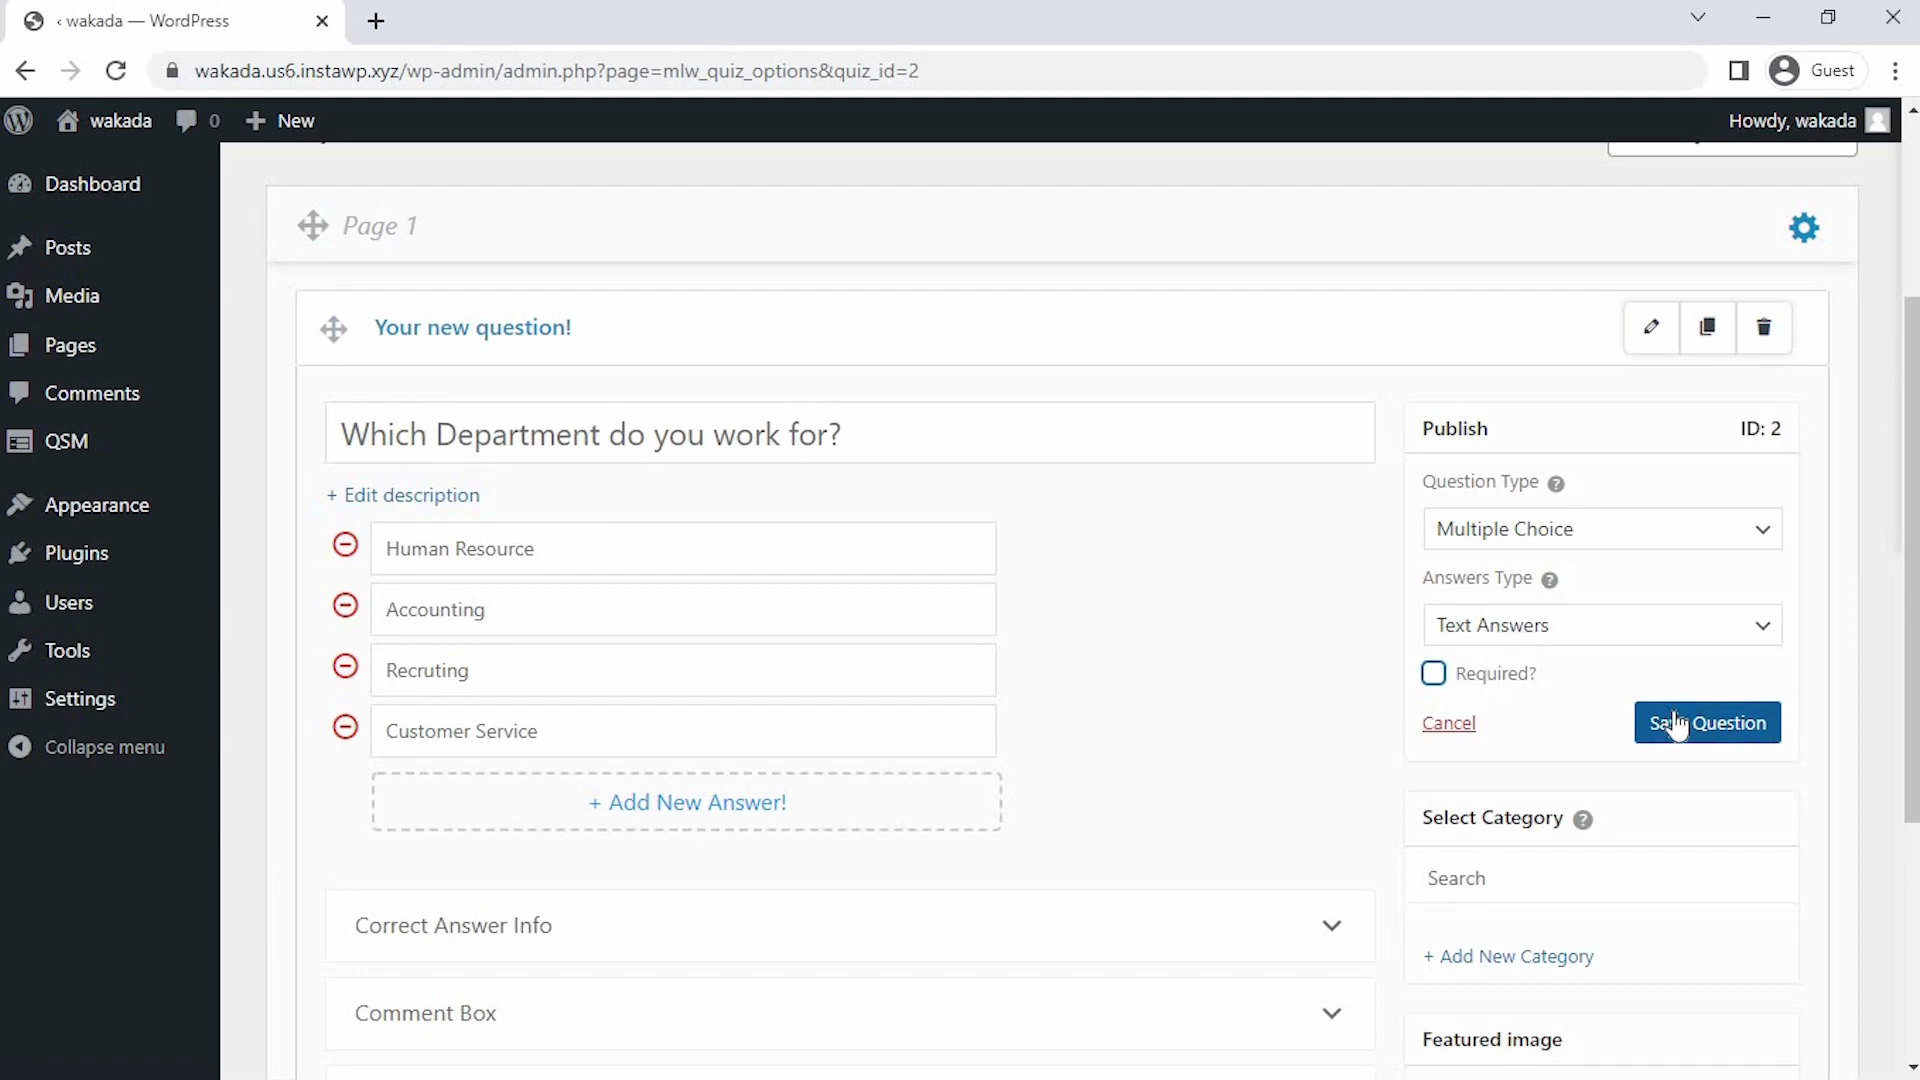 ‹ wakada — WordPress
wakada.us6.instawp.xyz/wp-admin/admin.php?page=mlw_quiz_options&quiz_id=2
Guest
wakada 0 + New Howdy, wakada
Dashboard
Posts
Media
Pages
Comments
QSM
Appearance
Plugins
Users
Tools
Settings
Collapse menu
Page 1
Your new question!
Which Department do you work for?
+ Edit description
Human Resource
Accounting
Recruting
Customer Service
+ Add New Answer!
Correct Answer Info
Comment Box
Publish ID: 2
Question Type ?
Multiple Choice
Answers Type ?
Text Answers
Required?
Cancel Save Question
Select Category ?
Search
+ Add New Category
Featured image